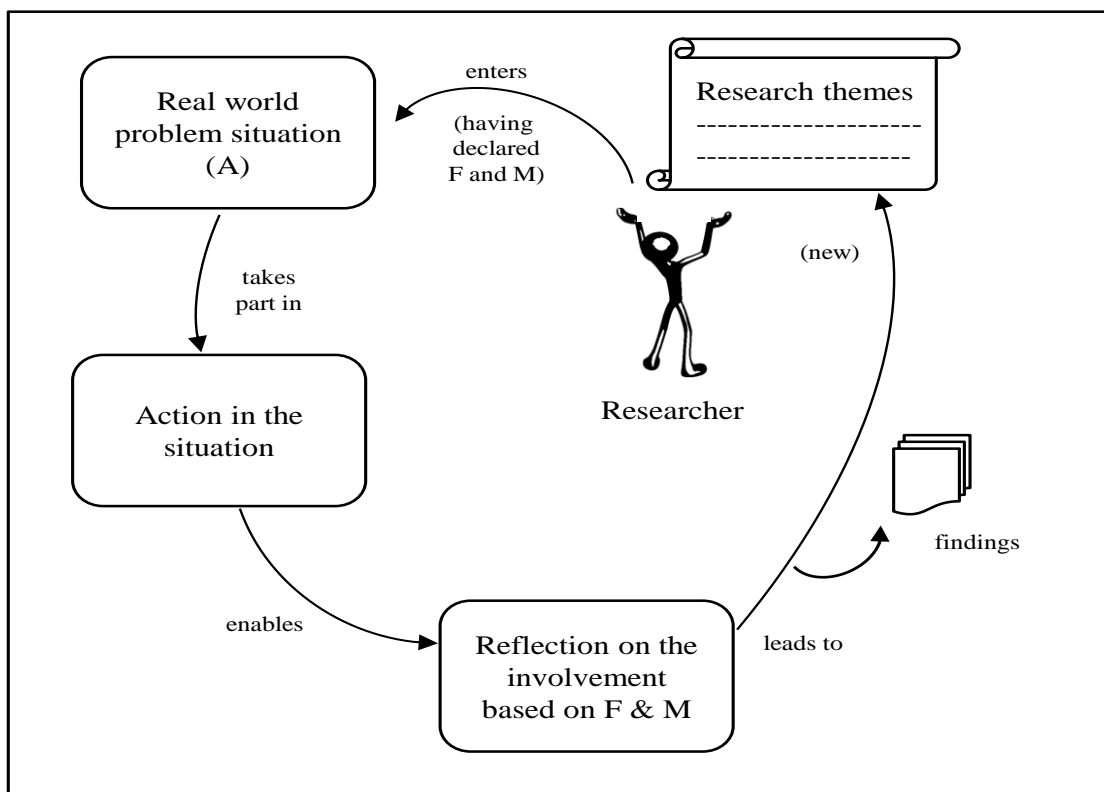 Research themes
enters
(having
declared
F and M)
Real world
problem situation
(A)
(new)
takes
part in
Researcher
Action in the
situation
findings
enables
Reflection on the
involvement
based on F & M
leads to